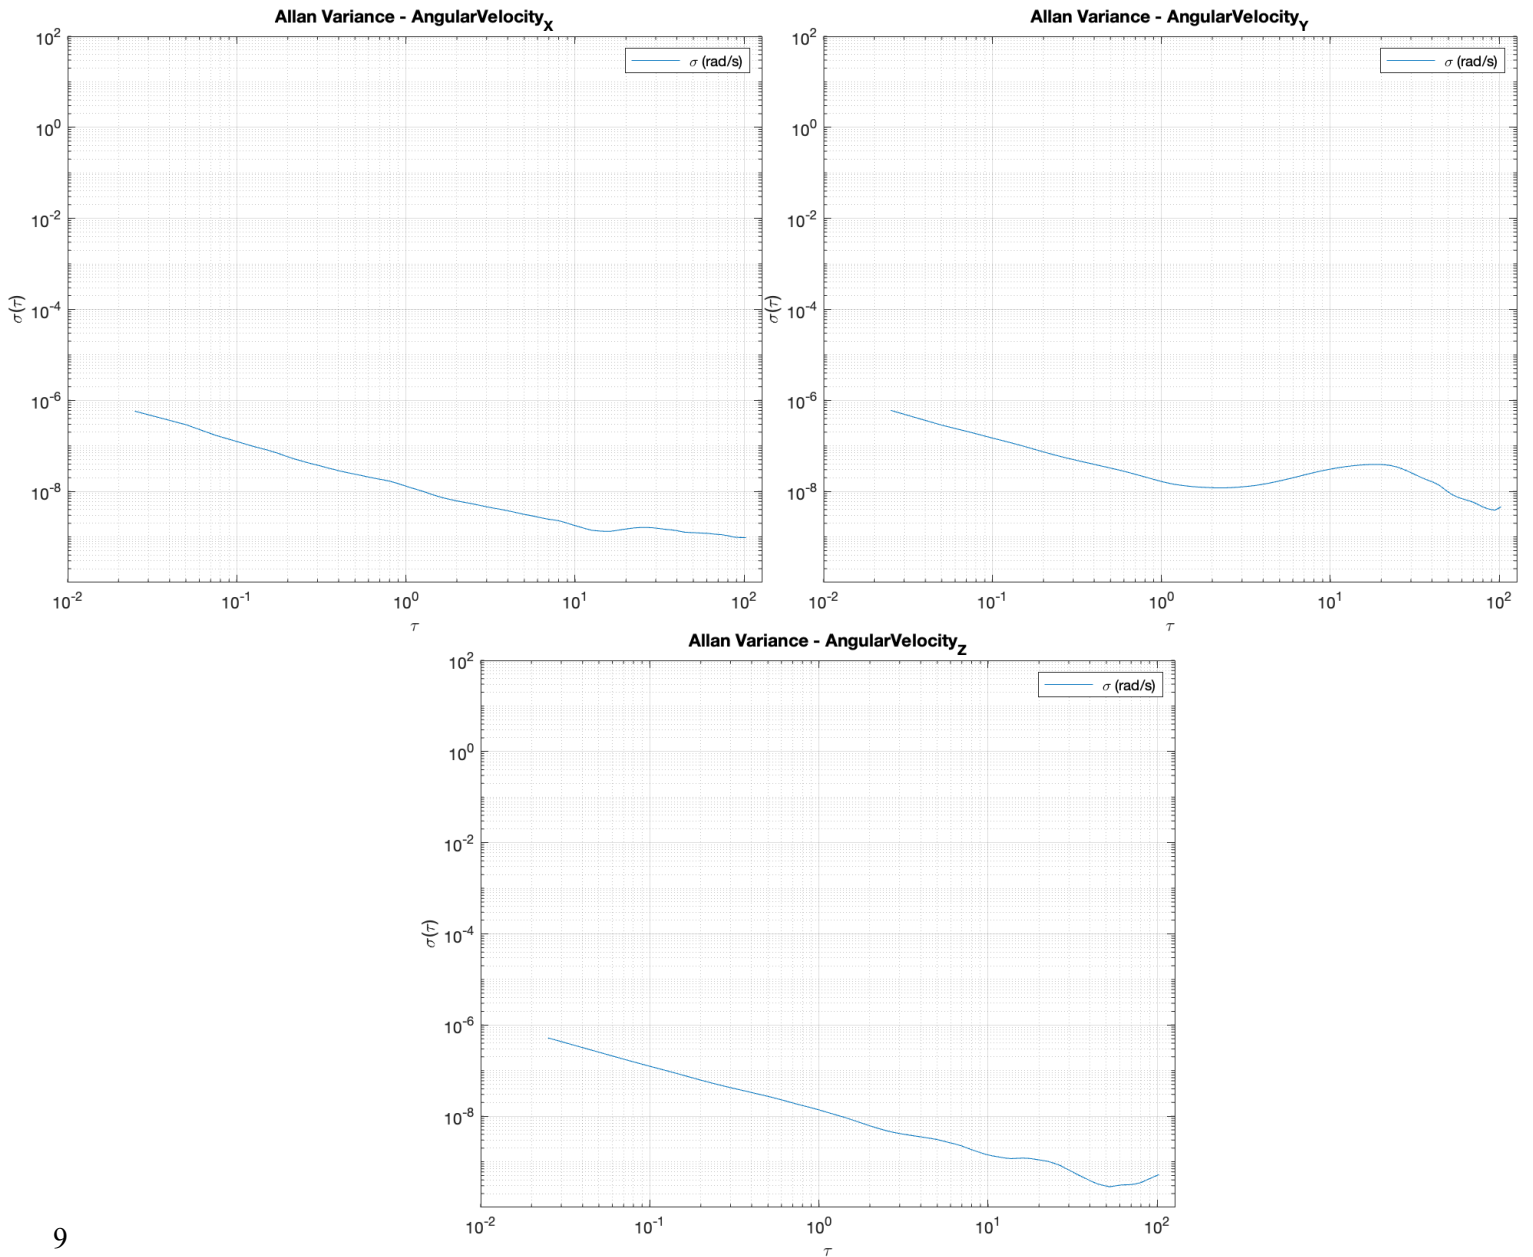 Allan Variance - AngularVelocity_X
σ (rad/s)
10^2
10^0
10^-2
10^-4
10^-6
10^-8
σ(τ)
10^-2 10^-1 10^0 10^1 10^2
τ
Allan Variance - AngularVelocity_Y
σ (rad/s)
10^2
10^0
10^-2
10^-4
10^-6
10^-8
σ(τ)
10^-2 10^-1 10^0 10^1 10^2
τ
Allan Variance - AngularVelocity_Z
σ (rad/s)
10^2
10^0
10^-2
10^-4
10^-6
10^-8
σ(τ)
10^-2 10^-1 10^0 10^1 10^2
τ
9